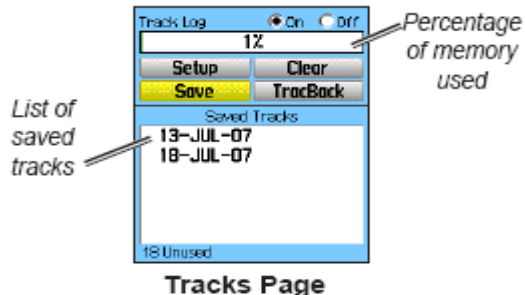 Track Log On Off
1%
Setup Clear
Save TracBack
Saved Tracks
13-JUL-07
18-JUL-07
18 Unused
Percentage
of memory
used
List of
saved
tracks
Tracks Page